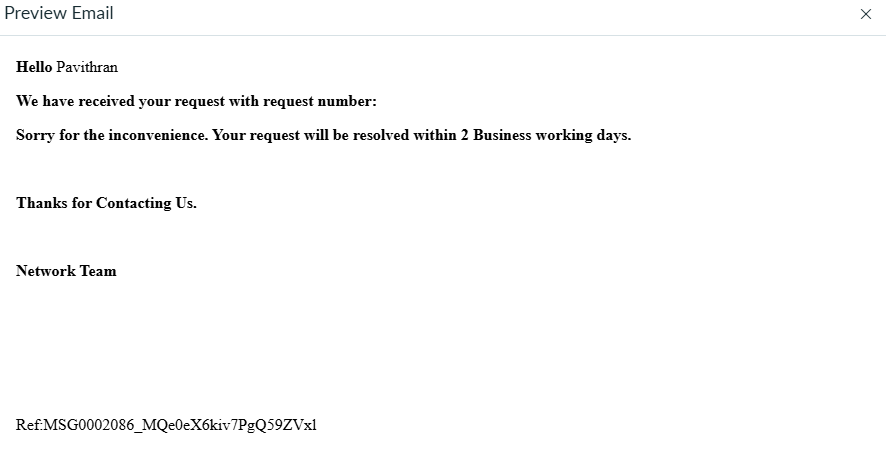 Preview Email
Hello Pavithran
We have received your request with request number:
Sorry for the inconvenience. Your request will be resolved within 2 Business working days.
Thanks for Contacting Us.
Network Team
Ref:MSG0002086_MQe0eX6kiv7PgQ59ZVxl